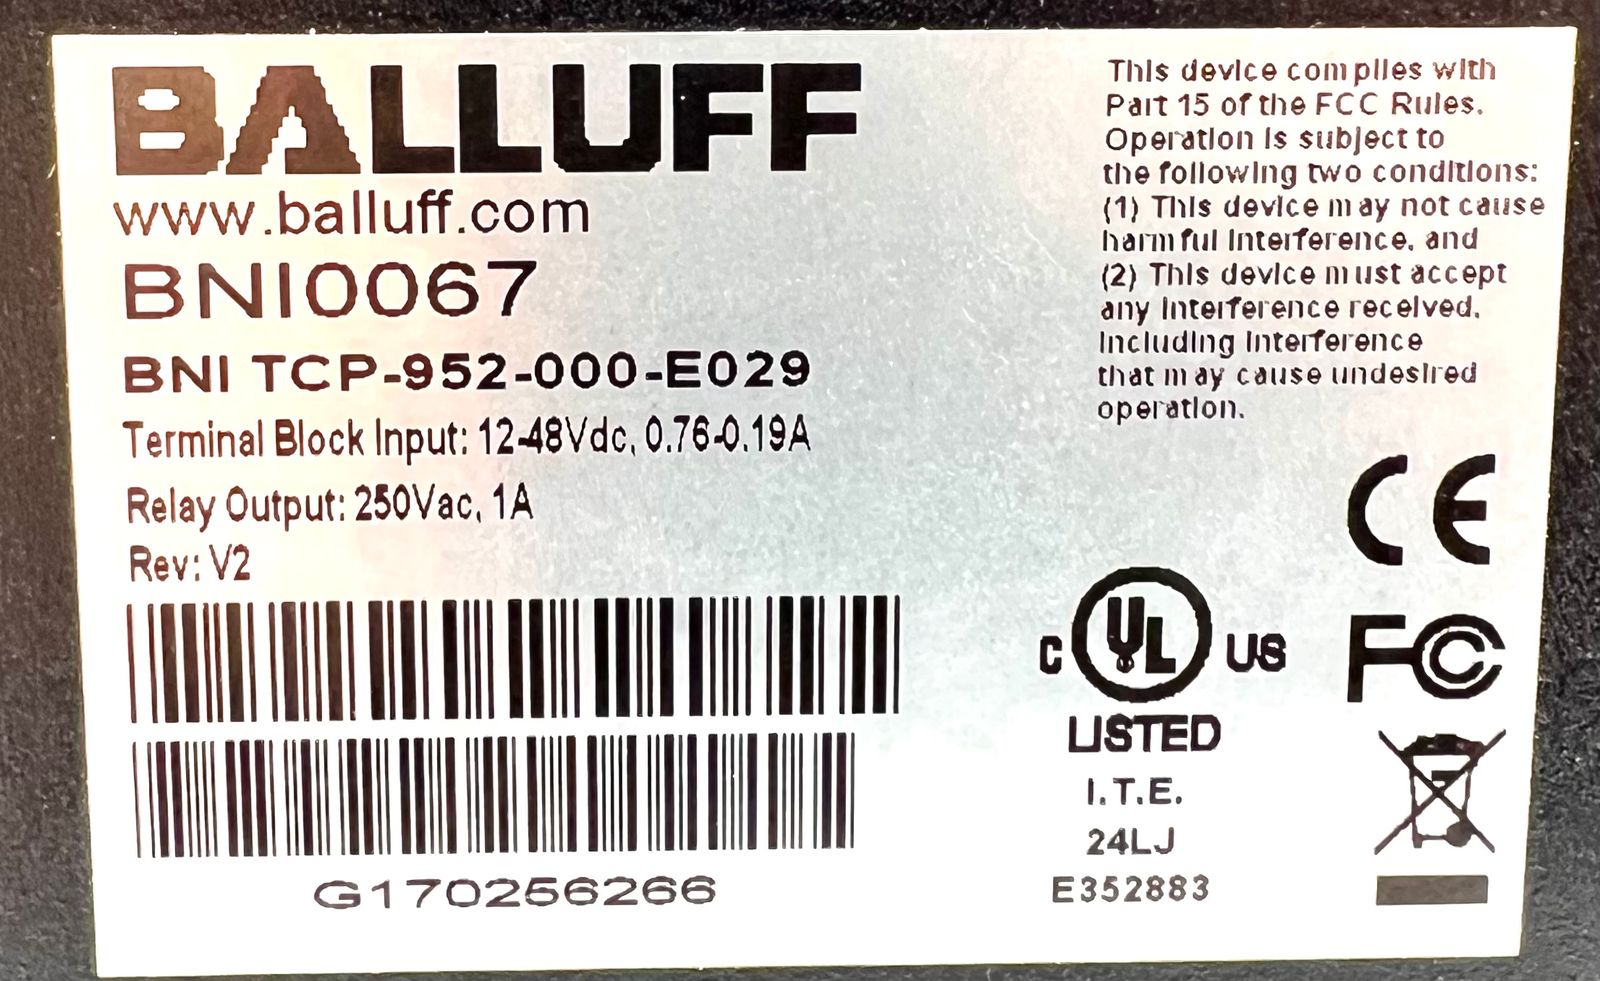 BALLUFF
www.balluff.com
BNI0067
BNI TCP-952-000-E029
Terminal Block Input: 12-48Vdc, 0.76-0.19A
Relay Output: 250Vac, 1A
Rev: V2
G170256266
This device complies with
Part 15 of the FCC Rules.
Operation is subject to
the following two conditions:
(1) This device may not cause
harmful interference, and
(2) This device must accept
any interference received,
including interference
that may cause undesired
operation.
CE
C UL US
LISTED
I.T.E.
24LJ
E352883
FC